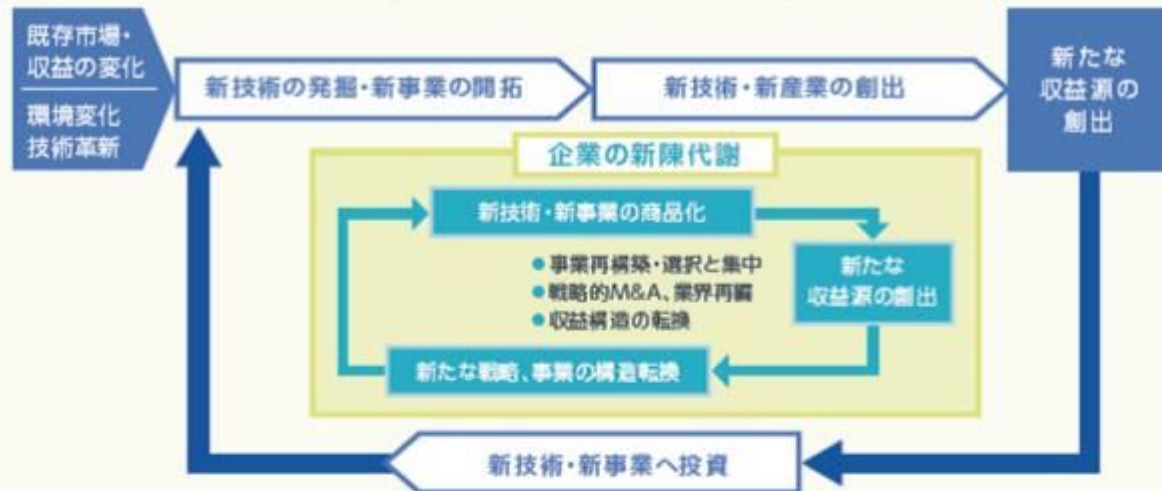 既存市場・
収益の変化
環境変化
技術革新
新技術の発掘・新事業の開拓
新技術・新産業の創出
新たな
収益源の
創出
企業の新陳代謝
新技術・新事業の商品化
●事業再構築・選択と集中
●戦略的M&A、業界再編
●収益構造の転換
新たな
収益源の創出
新たな戦略、事業の構造転換
新技術・新事業へ投資